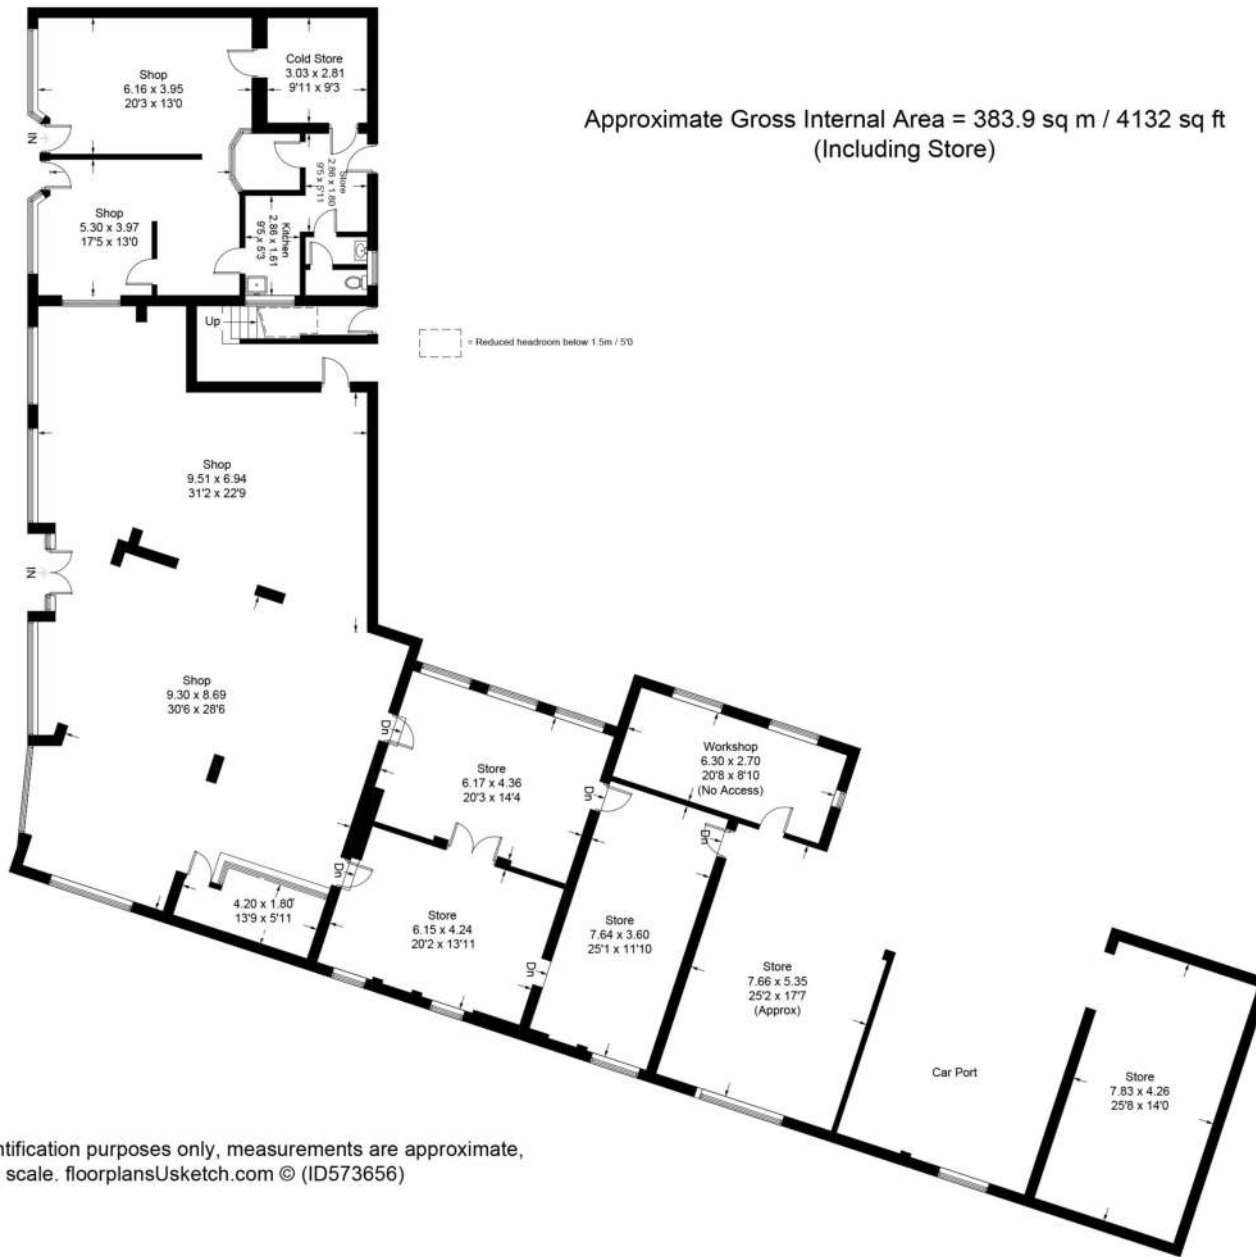 Shop
6.16 x 3.95
20'3 x 13'0
Cold Store
3.03 x 2.81
9'11 x 9'3
Approximate Gross Internal Area = 383.9 sq m / 4132 sq ft
(Including Store)
IN
Store
2.86 x 1.80
9'5 x 5'11
Shop
5.30 x 3.97
17'5 x 13'0
Kitchen
2.86 x 1.61
9'5 x 5'3
Up
= Reduced headroom below 1.5m / 5'0
Shop
9.51 x 6.94
31'2 x 22'9
IN
Shop
9.30 x 8.69
30'6 x 28'6
Dn
Store
6.17 x 4.36
20'3 x 14'4
Workshop
6.30 x 2.70
20'8 x 8'10
(No Access)
Dn
Dn
Dn
4.20 x 1.80
13'9 x 5'11
Store
6.15 x 4.24
20'2 x 13'11
Store
7.64 x 3.60
25'1 x 11'10
Dn
Store
7.66 x 5.35
25'2 x 17'7
(Approx)
Car Port
Store
7.83 x 4.26
25'8 x 14'0
ntification purposes only, measurements are approximate,
scale. floorplansUsketch.com © (ID573656)